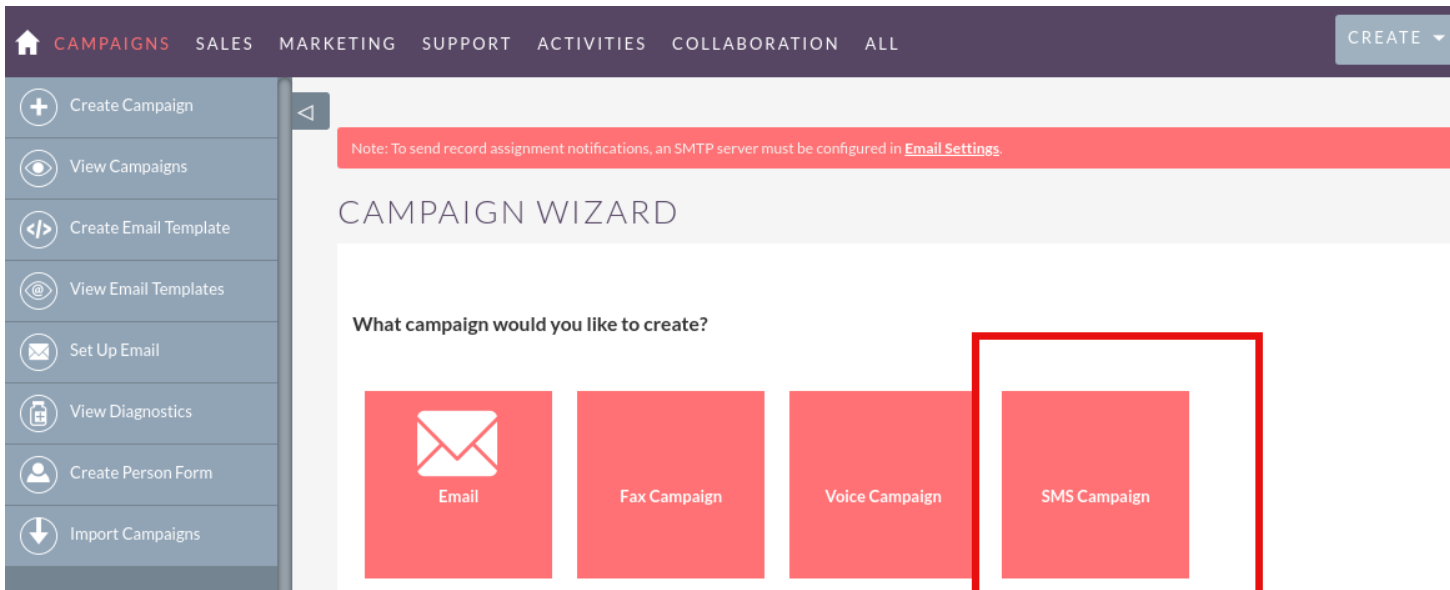 CAMPAIGNS SALES MARKETING SUPPORT ACTIVITIES COLLABORATION ALL CREATE
Create Campaign
View Campaigns
Create Email Template
View Email Templates
Set Up Email
View Diagnostics
Create Person Form
Import Campaigns
Note: To send record assignment notifications, an SMTP server must be configured in Email Settings.
CAMPAIGN WIZARD
What campaign would you like to create?
Email Fax Campaign Voice Campaign SMS Campaign